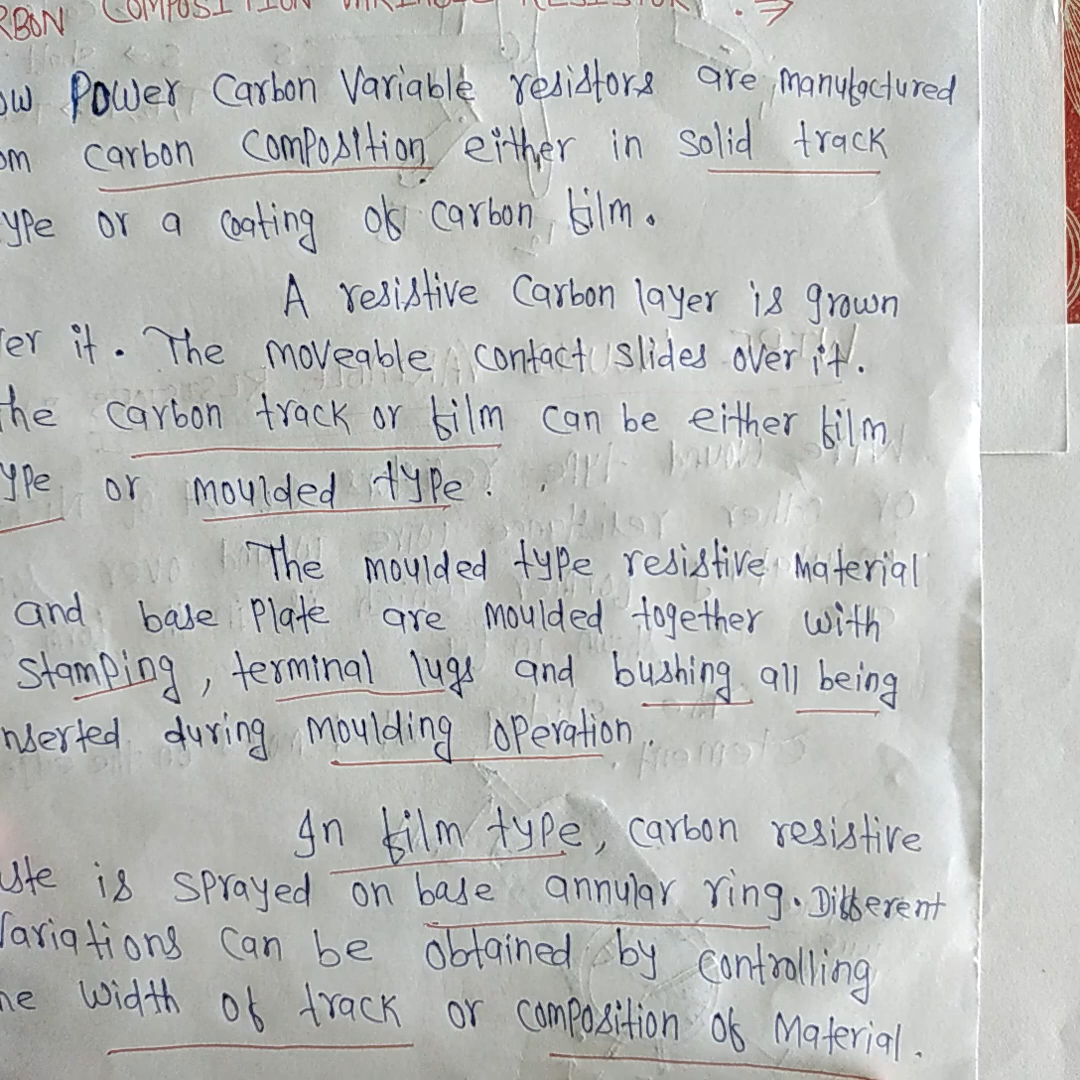 RBON COMPOSITION VARIABLE RESISTOR :⇒
ow Power Carbon Variable resistors are manufactured
om carbon composition either in solid track
ype or a coating of carbon film.
A resistive carbon layer is grown
er it. The moveable contact slides over it.
he carbon track or film can be either film
ype or moulded type.
The moulded type resistive material
and base plate are moulded together with
stamping, terminal lugs and bushing all being
nserted during moulding operation.
In film type, carbon resistive
ste is sprayed on base annular ring. Different
Variations can be obtained by controlling
he width of track or composition of material.